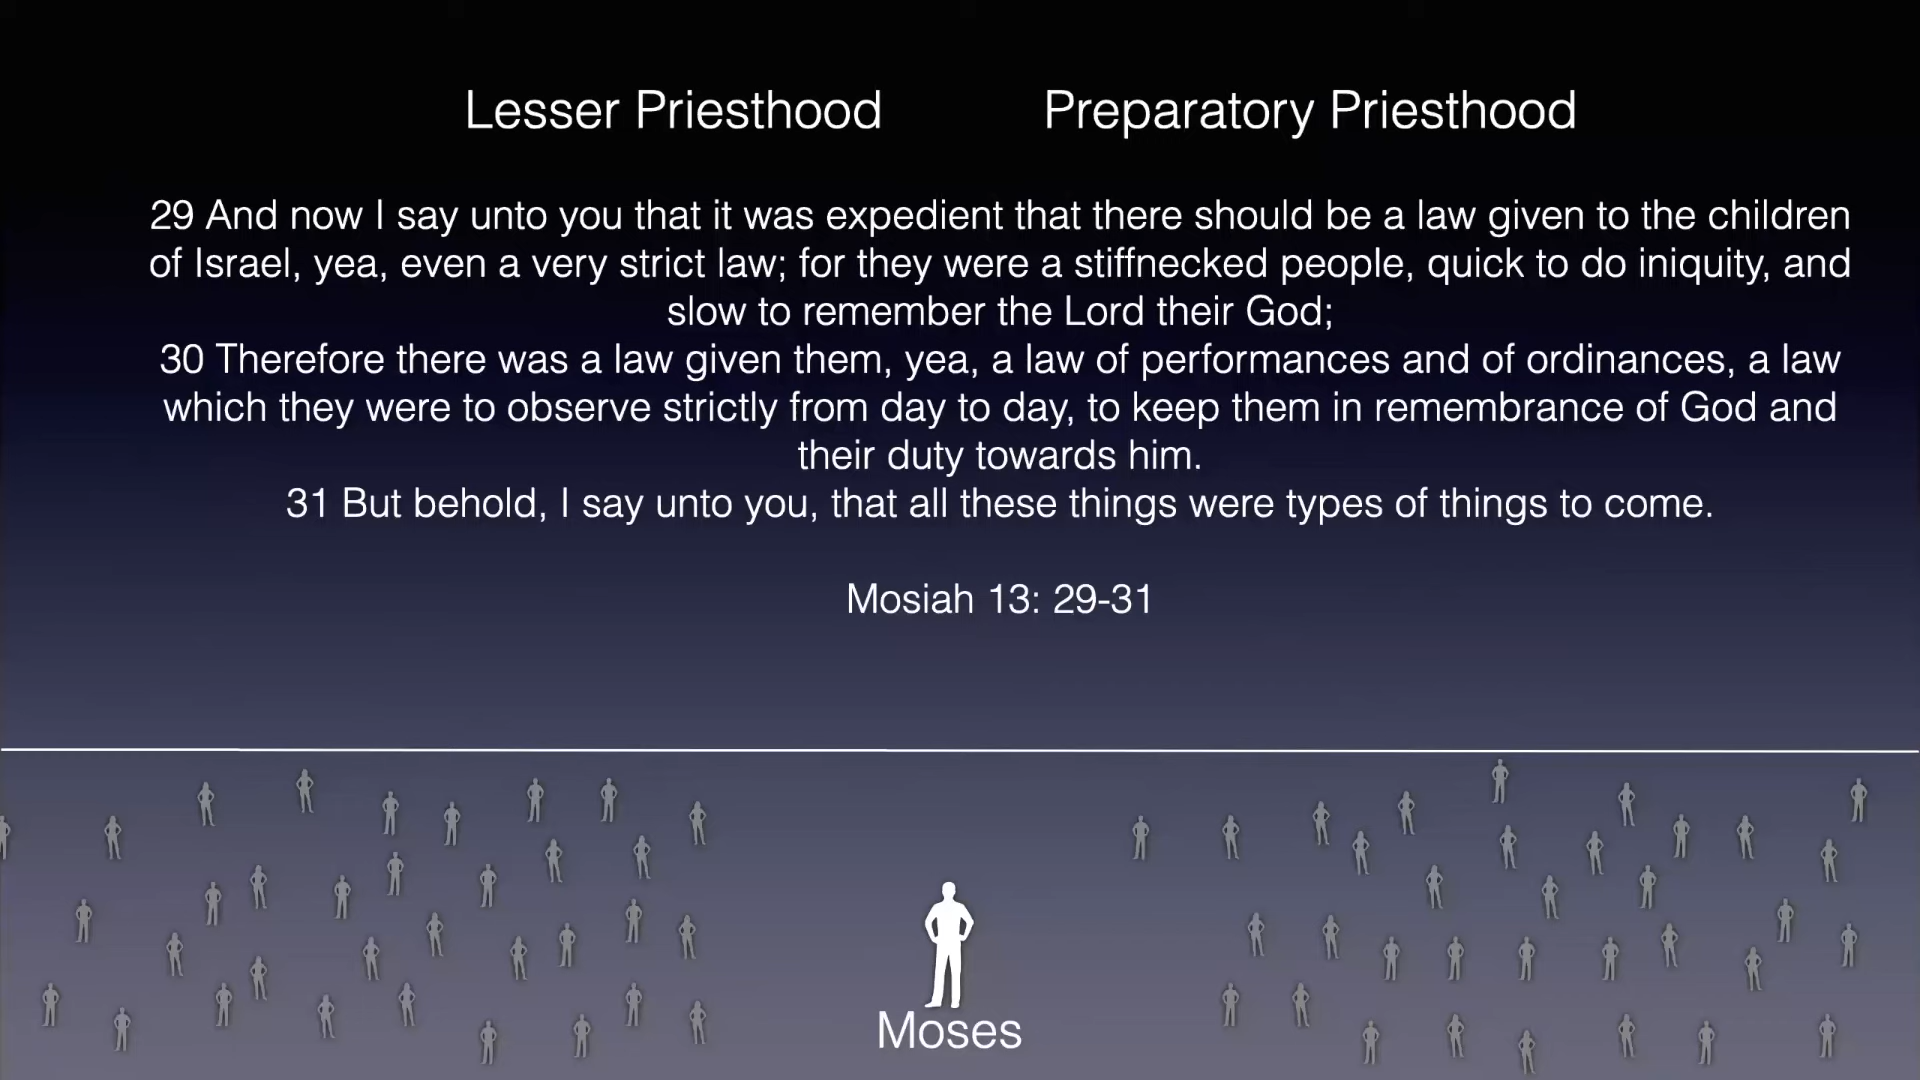 Lesser Priesthood Preparatory Priesthood
29 And now I say unto you that it was expedient that there should be a law given to the children
of Israel, yea, even a very strict law; for they were a stiffnecked people, quick to do iniquity, and
slow to remember the Lord their God;
30 Therefore there was a law given them, yea, a law of performances and of ordinances, a law
which they were to observe strictly from day to day, to keep them in remembrance of God and
their duty towards him.
31 But behold, I say unto you, that all these things were types of things to come.
Mosiah 13: 29-31
Moses